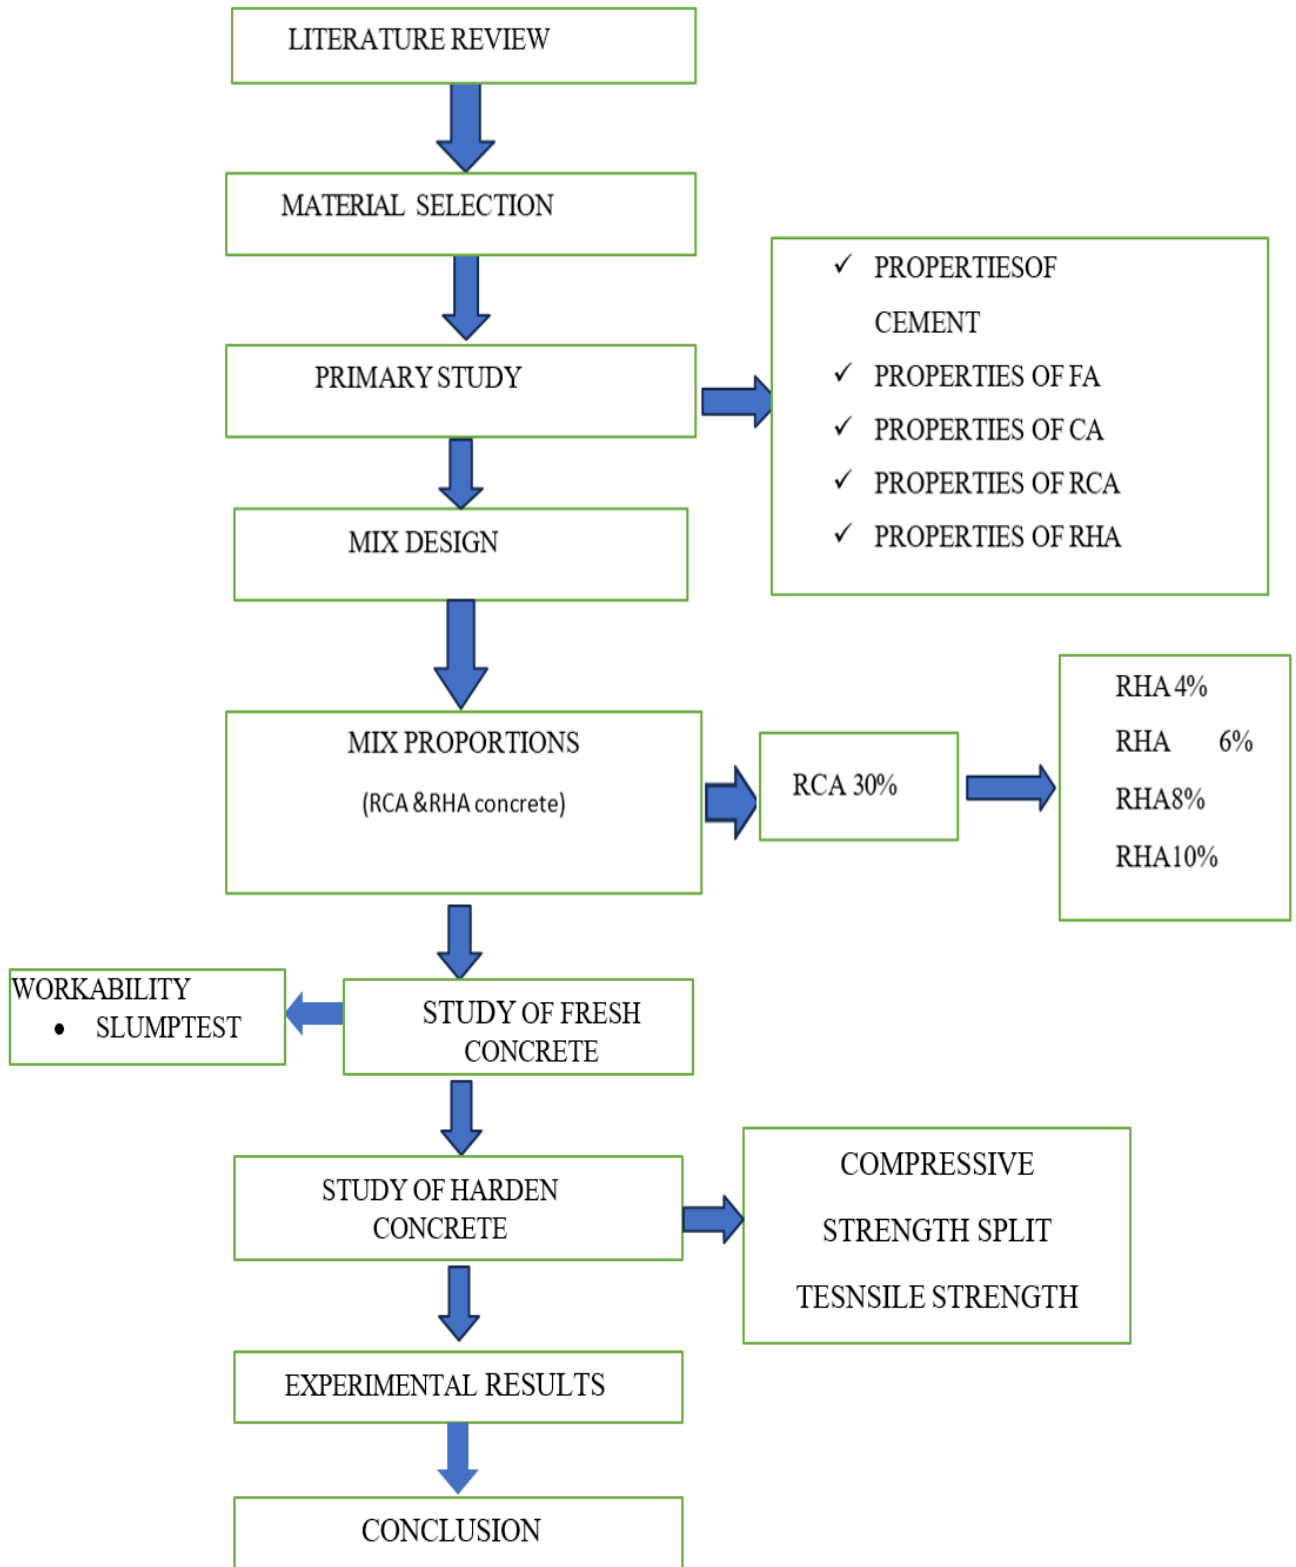 LITERATURE REVIEW
MATERIAL SELECTION
PRIMARY STUDY
✓ PROPERTIESOF
CEMENT
✓ PROPERTIES OF FA
✓ PROPERTIES OF CA
✓ PROPERTIES OF RCA
✓ PROPERTIES OF RHA
MIX DESIGN
MIX PROPORTIONS
(RCA &RHA concrete)
RCA 30%
RHA 4%
RHA 6%
RHA8%
RHA10%
STUDY OF FRESH
CONCRETE
WORKABILITY
• SLUMPTEST
STUDY OF HARDEN
CONCRETE
COMPRESSIVE
STRENGTH SPLIT
TESNSILE STRENGTH
EXPERIMENTAL RESULTS
CONCLUSION